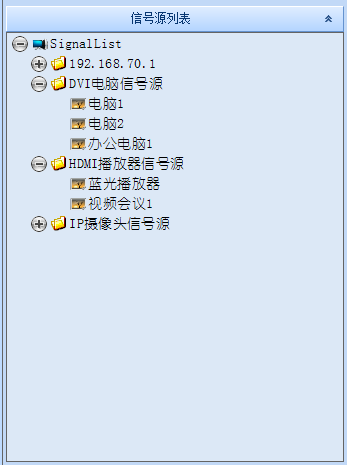 信号源列表
SignalList
192.168.70.1
DVI电脑信号源
电脑1
电脑2
办公电脑1
HDMI播放器信号源
蓝光播放器
视频会议1
IP摄像头信号源